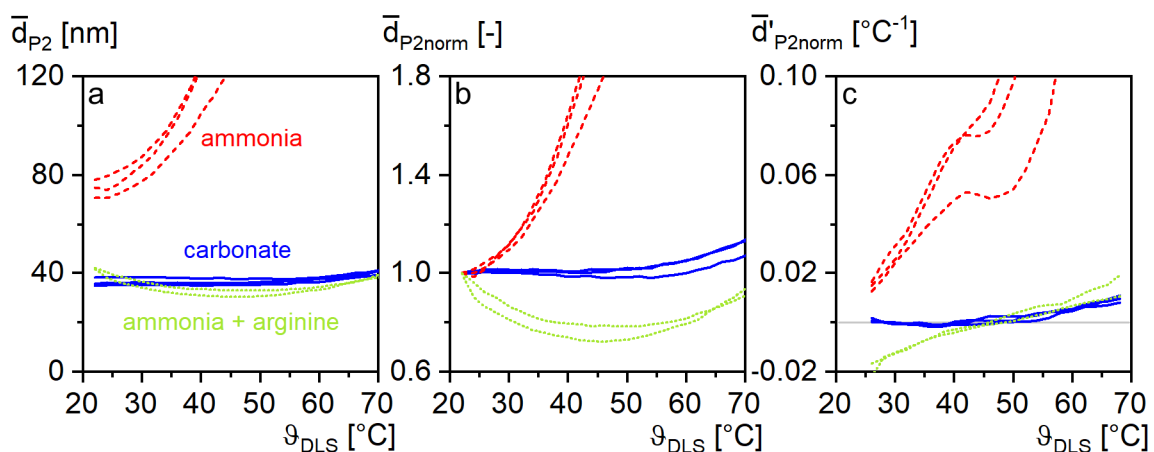 d̅P2 [nm]
d̅P2norm [-]
d̅'P2norm [°C⁻¹]
120
80
40
0
a
ammonia
carbonate
ammonia + arginine
20 30 40 50 60 70
ϑDLS [°C]
1.8
1.4
1.0
0.6
b
20 30 40 50 60 70
ϑDLS [°C]
0.10
0.06
0.02
-0.02
c
20 30 40 50 60 70
ϑDLS [°C]